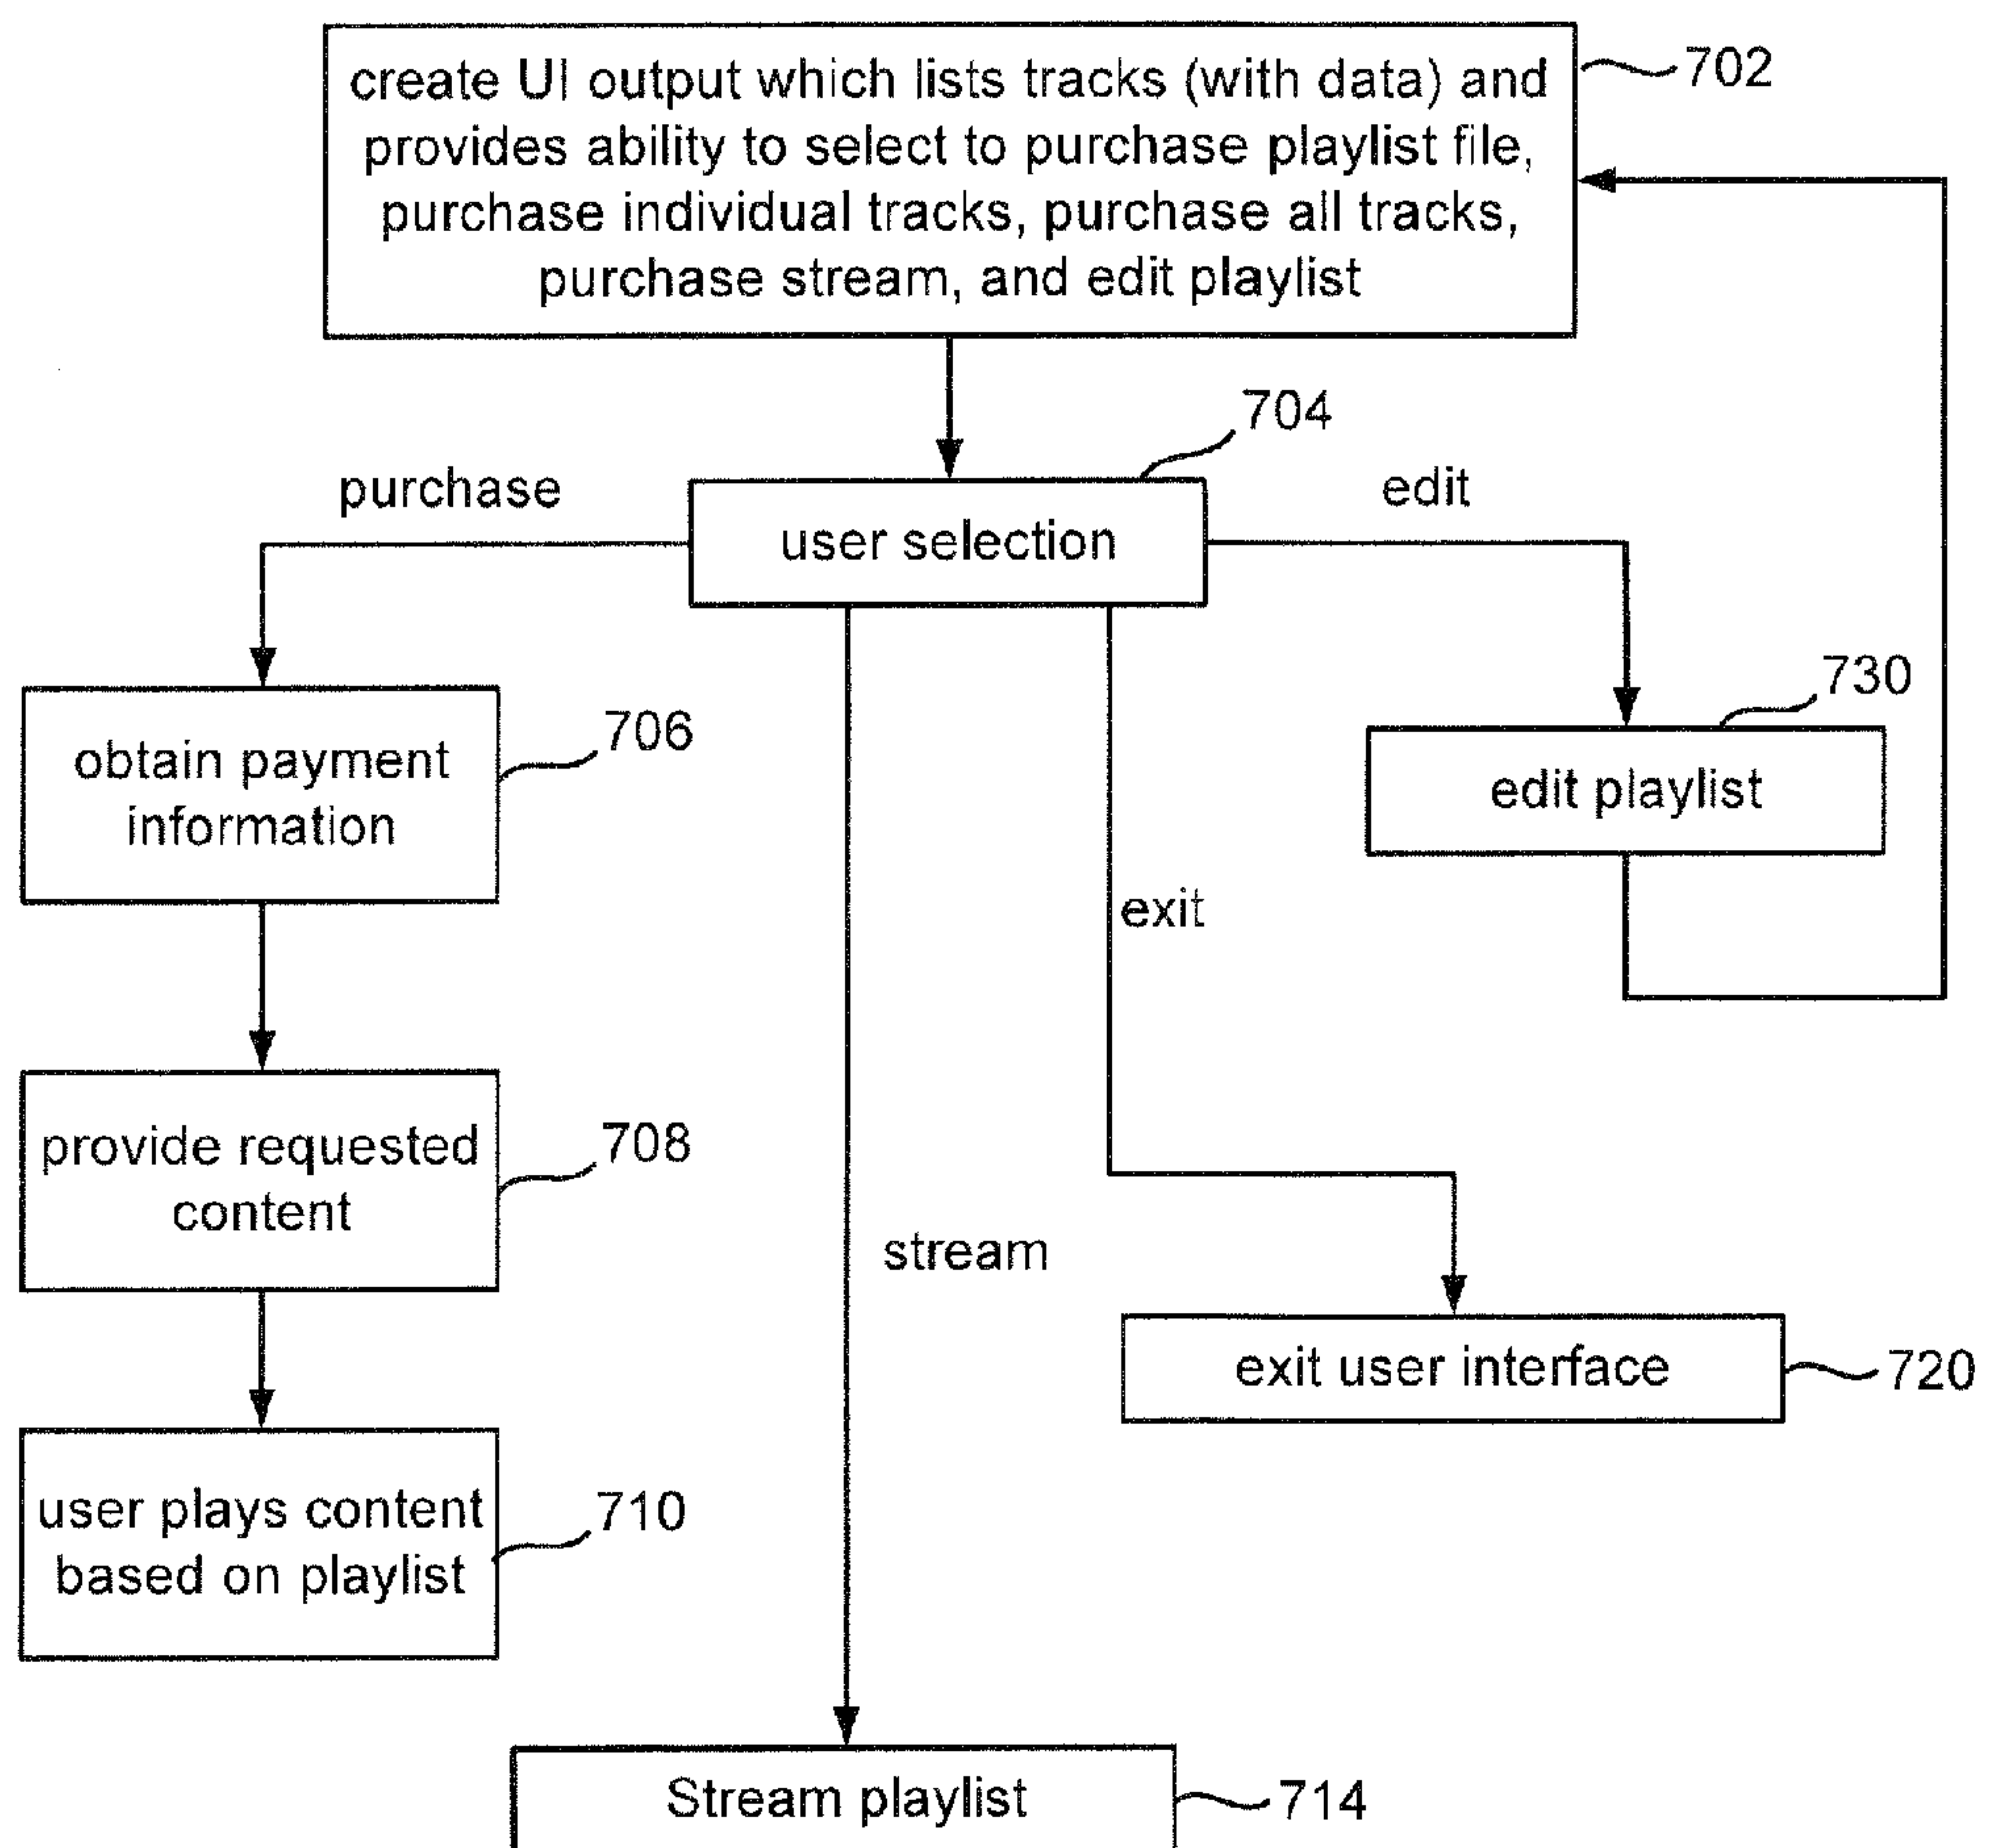 create UI output which lists tracks (with data) and
provides ability to select to purchase playlist file,
purchase individual tracks, purchase all tracks,
purchase stream, and edit playlist
702
704
purchase
user selection
edit
706
obtain payment
information
730
edit playlist
exit
708
provide requested
content
stream
exit user interface
720
710
user plays content
based on playlist
Stream playlist
714